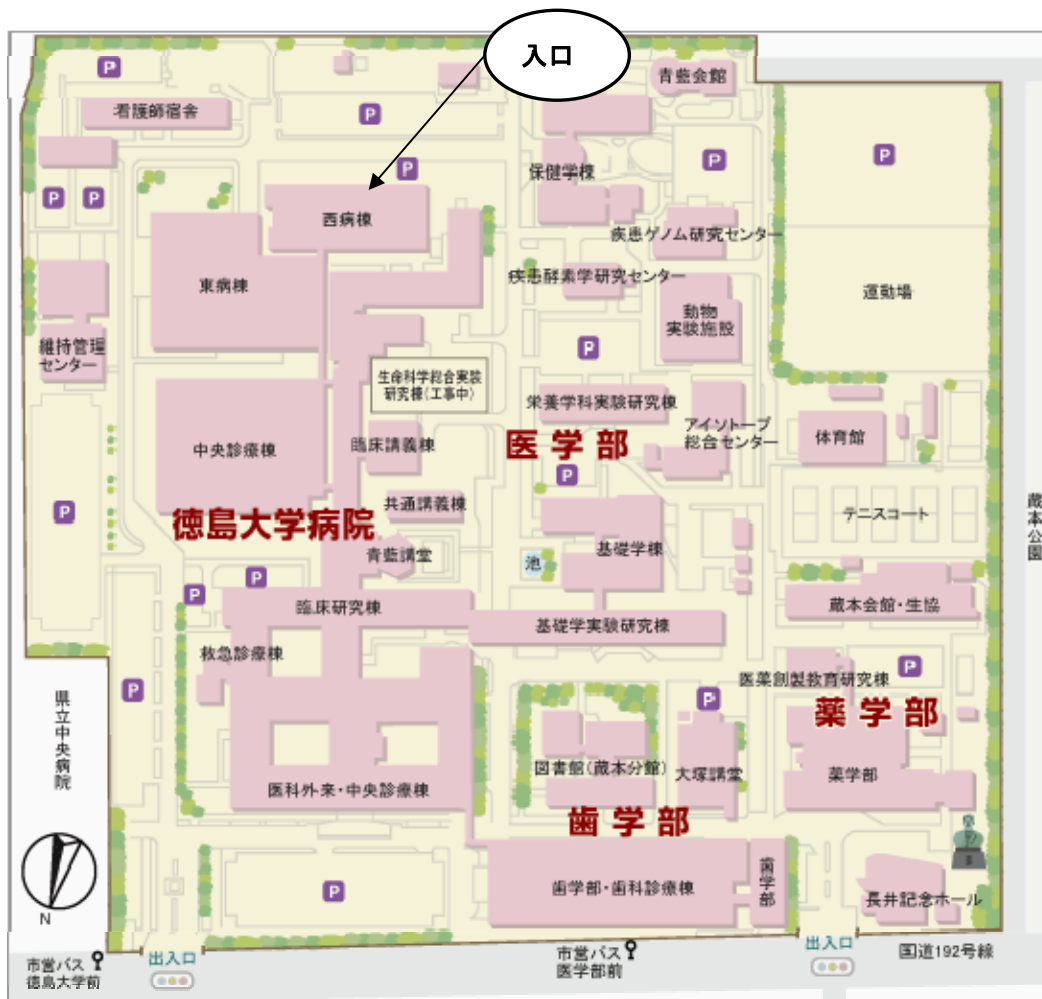 入口
P
青藍会館
看護師宿舎
P
P
P
P
保健学棟
P
P
西病棟
疾患ゲノム研究センター
疾患酵素学研究センター
東病棟
運動場
動物
実験施設
維持管理
センター
P
生命科学総合実験
研究棟(工事中)
栄養学科実験研究棟
アイソトープ
総合センター
体育館
医学部
臨床講義棟
中央診療棟
P
共通講義棟
P
テニスコート
徳島大学病院
蔵本公園
基礎学棟
青藍講堂
池
P
P
臨床研究棟
蔵本会館・生協
基礎学実験研究棟
救急診療棟
P
医薬創製教育研究棟
P
P
県立中央病院
薬学部
図書館(蔵本分館)
大塚講堂
薬学部
医科外来・中央診療棟
歯学部
P
歯学部・歯科診療棟
歯学部
長井記念ホール
N
市営バス
徳島大学前
出入口
市営バス
医学部前
出入口
国道192号線